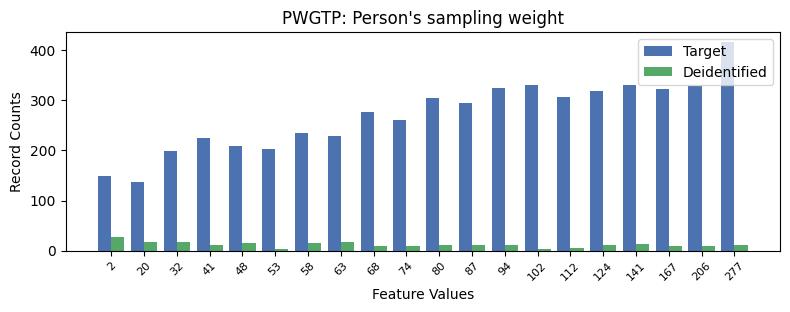 PWGTP: Person's sampling weight
Record Counts
400
300
200
100
0
Target
Deidentified
2 20 32 41 48 53 58 63 68 74 80 87 94 102 112 124 141 167 206 277
Feature Values